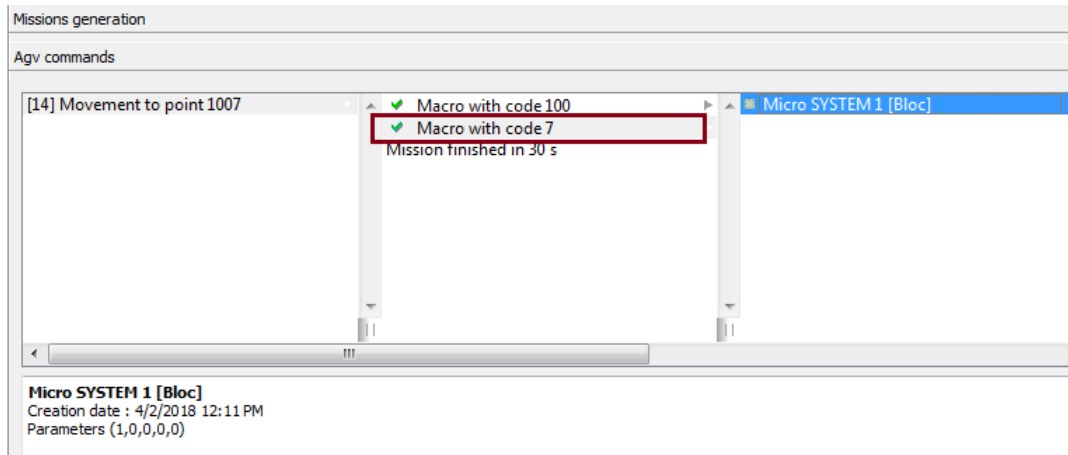 Missions generation
Agv commands
[14] Movement to point 1007
Macro with code 100
Micro SYSTEM 1 [Bloc]
Macro with code 7
Mission finished in 30 s
Micro SYSTEM 1 [Bloc]
Creation date : 4/2/2018 12:11 PM
Parameters (1,0,0,0,0)